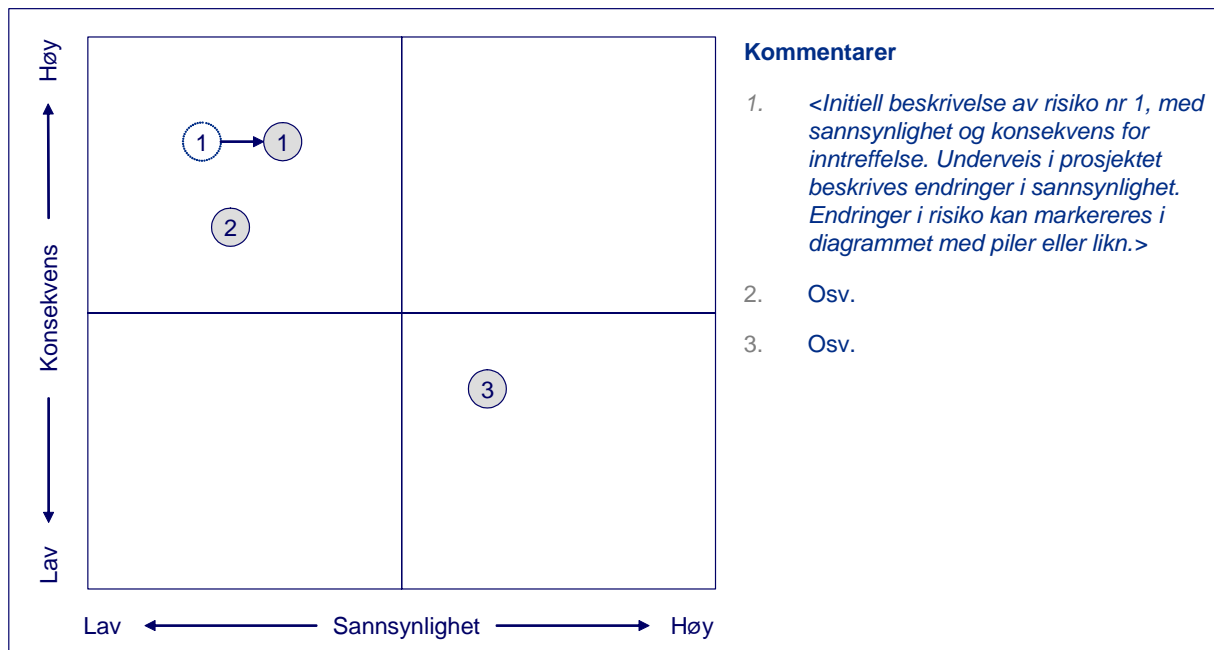 Høy
Konsekvens
Lav
1
1
2
3
Lav
Sannsynlighet
Høy
Kommentarer
1. <Initiell beskrivelse av risiko nr 1, med
sannsynlighet og konsekvens for
inntreffelse. Underveis i prosjektet
beskrives endringer i sannsynlighet.
Endringer i risiko kan markereres i
diagrammet med piler eller likn.>
2. Osv.
3. Osv.